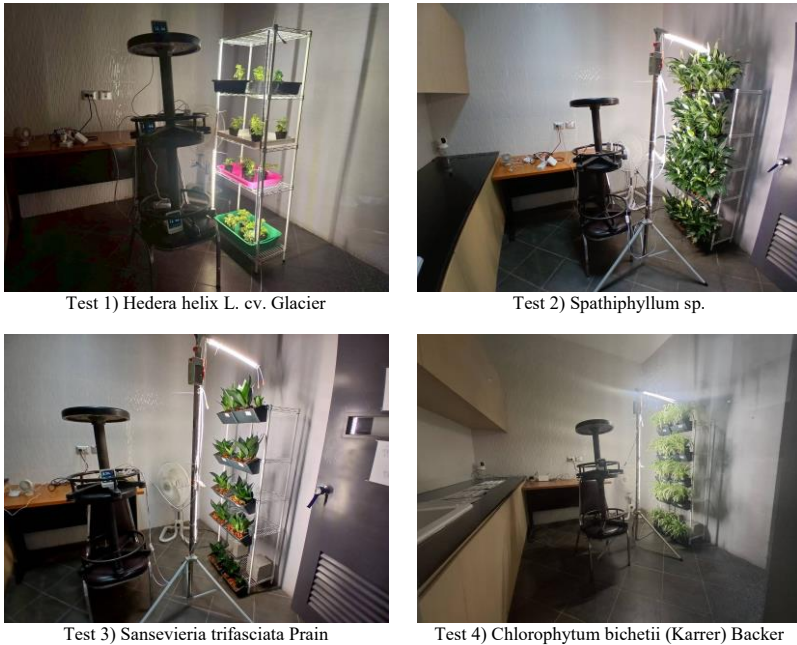 Test 1) Hedera helix L. cv. Glacier
Test 2) Spathiphyllum sp.
Test 3) Sansevieria trifasciata Prain
Test 4) Chlorophytum bichetii (Karrer) Backer